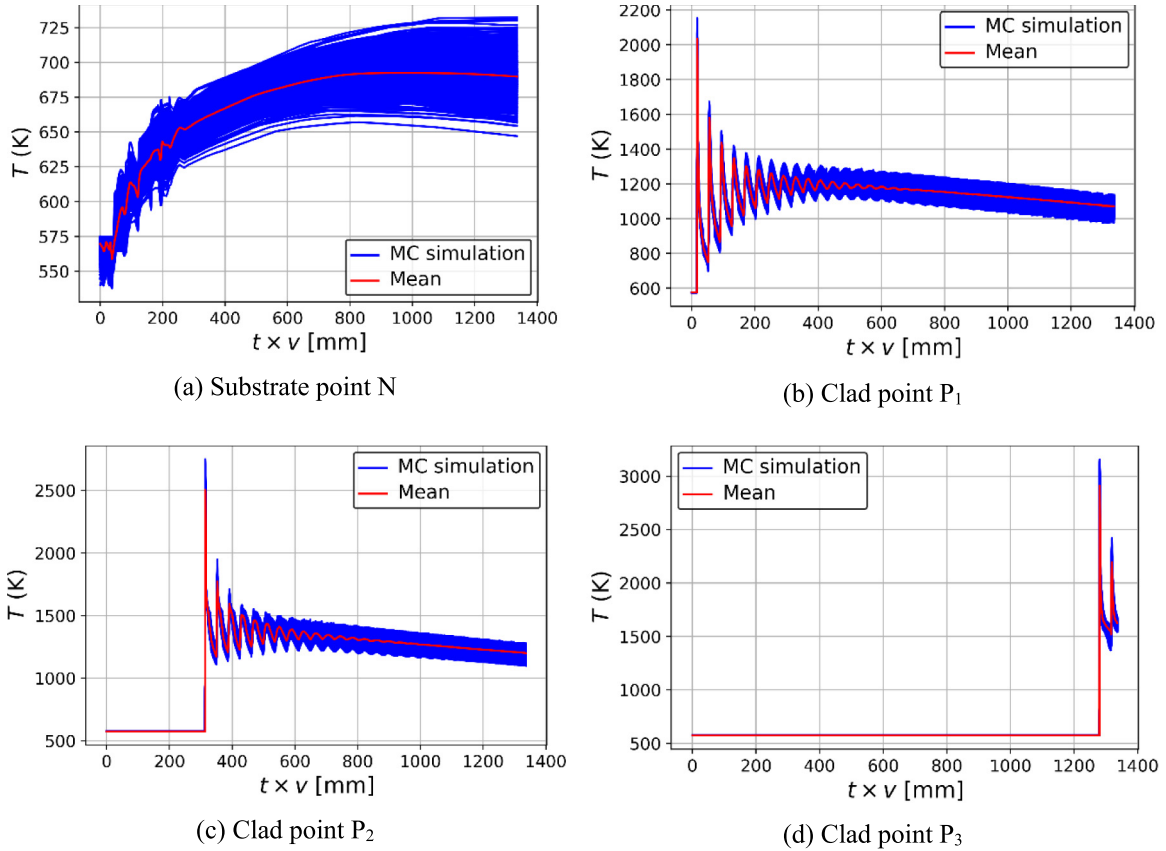 725
700
675
650
625
600
575
550
T (K)
MC simulation
Mean
0 200 400 600 800 1000 1200 1400
t × v [mm]
(a) Substrate point N
2200
2000
1800
1600
1400
1200
1000
800
600
T (K)
MC simulation
Mean
0 200 400 600 800 1000 1200 1400
t × v [mm]
(b) Clad point P₁
2500
2000
1500
1000
500
T (K)
MC simulation
Mean
0 200 400 600 800 1000 1200 1400
t × v [mm]
(c) Clad point P₂
3000
2500
2000
1500
1000
500
T (K)
MC simulation
Mean
0 200 400 600 800 1000 1200 1400
t × v [mm]
(d) Clad point P₃